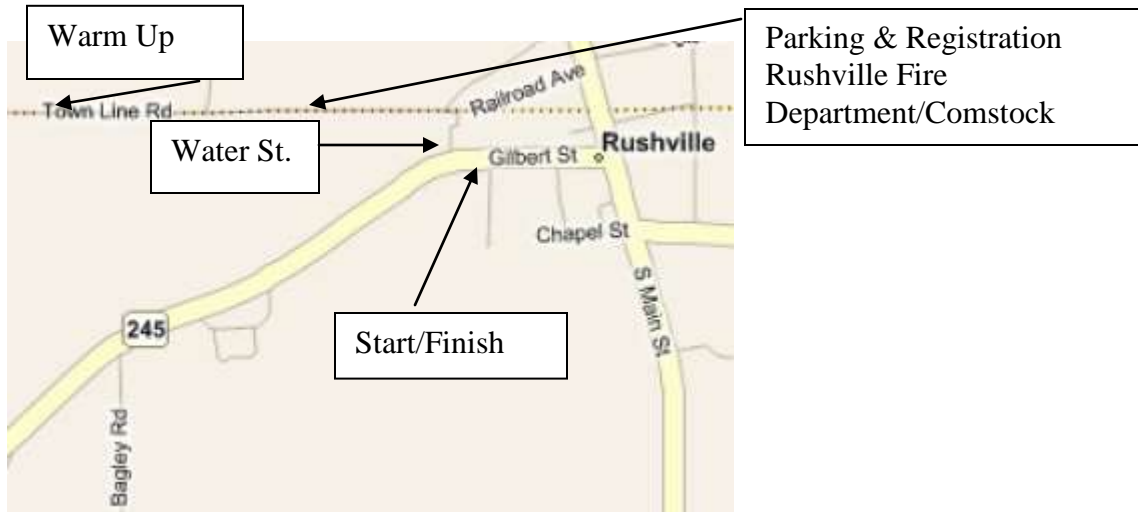 Warm Up
Parking & Registration
Rushville Fire
Department/Comstock
Town Line Rd
Railroad Ave
Water St.
Gilbert St
Rushville
Chapel St
S Main St
Start/Finish
245
Bagley Rd